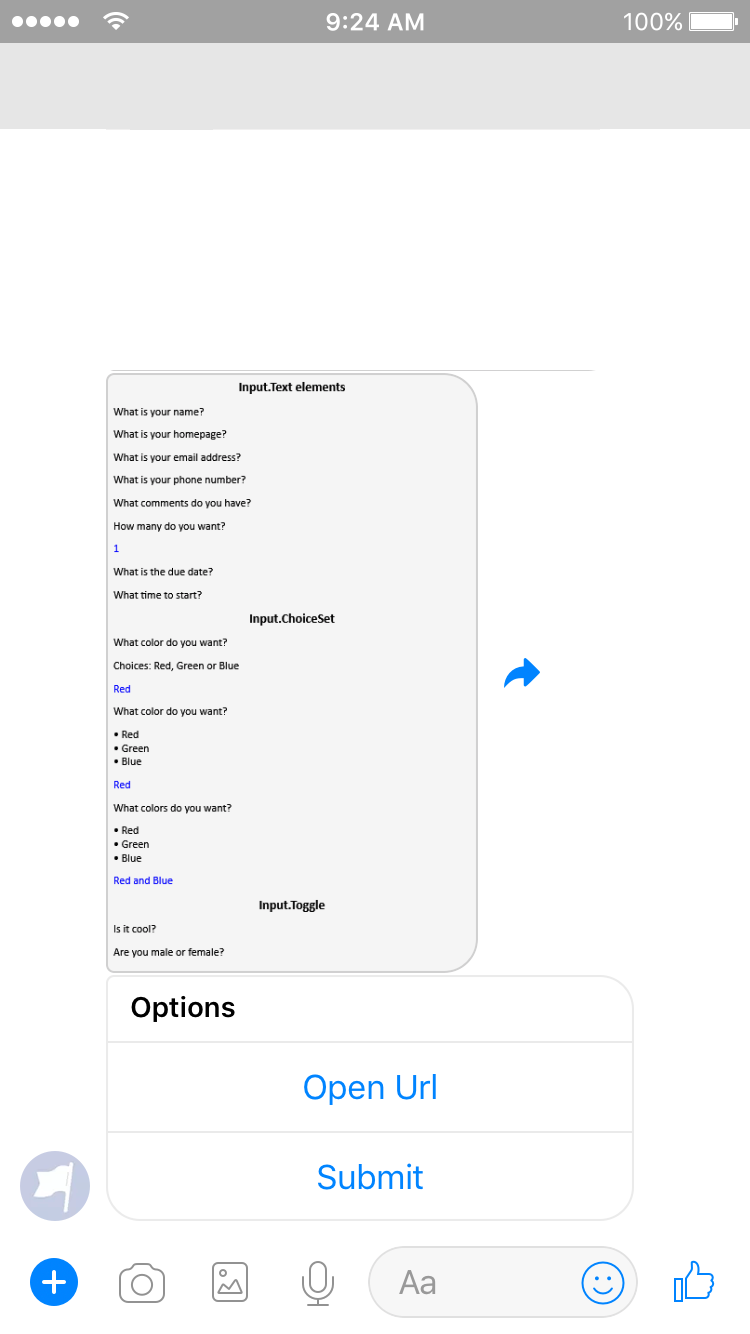 9:24 AM 100%
Input.Text elements
What is your name?
What is your homepage?
What is your email address?
What is your phone number?
What comments do you have?
How many do you want?
1
What is the due date?
What time to start?
Input.ChoiceSet
What color do you want?
Choices: Red, Green or Blue
Red
What color do you want?
• Red
• Green
• Blue
Red
What colors do you want?
• Red
• Green
• Blue
Red and Blue
Input.Toggle
Is it cool?
Are you male or female?
Options
Open Url
Submit
Aa